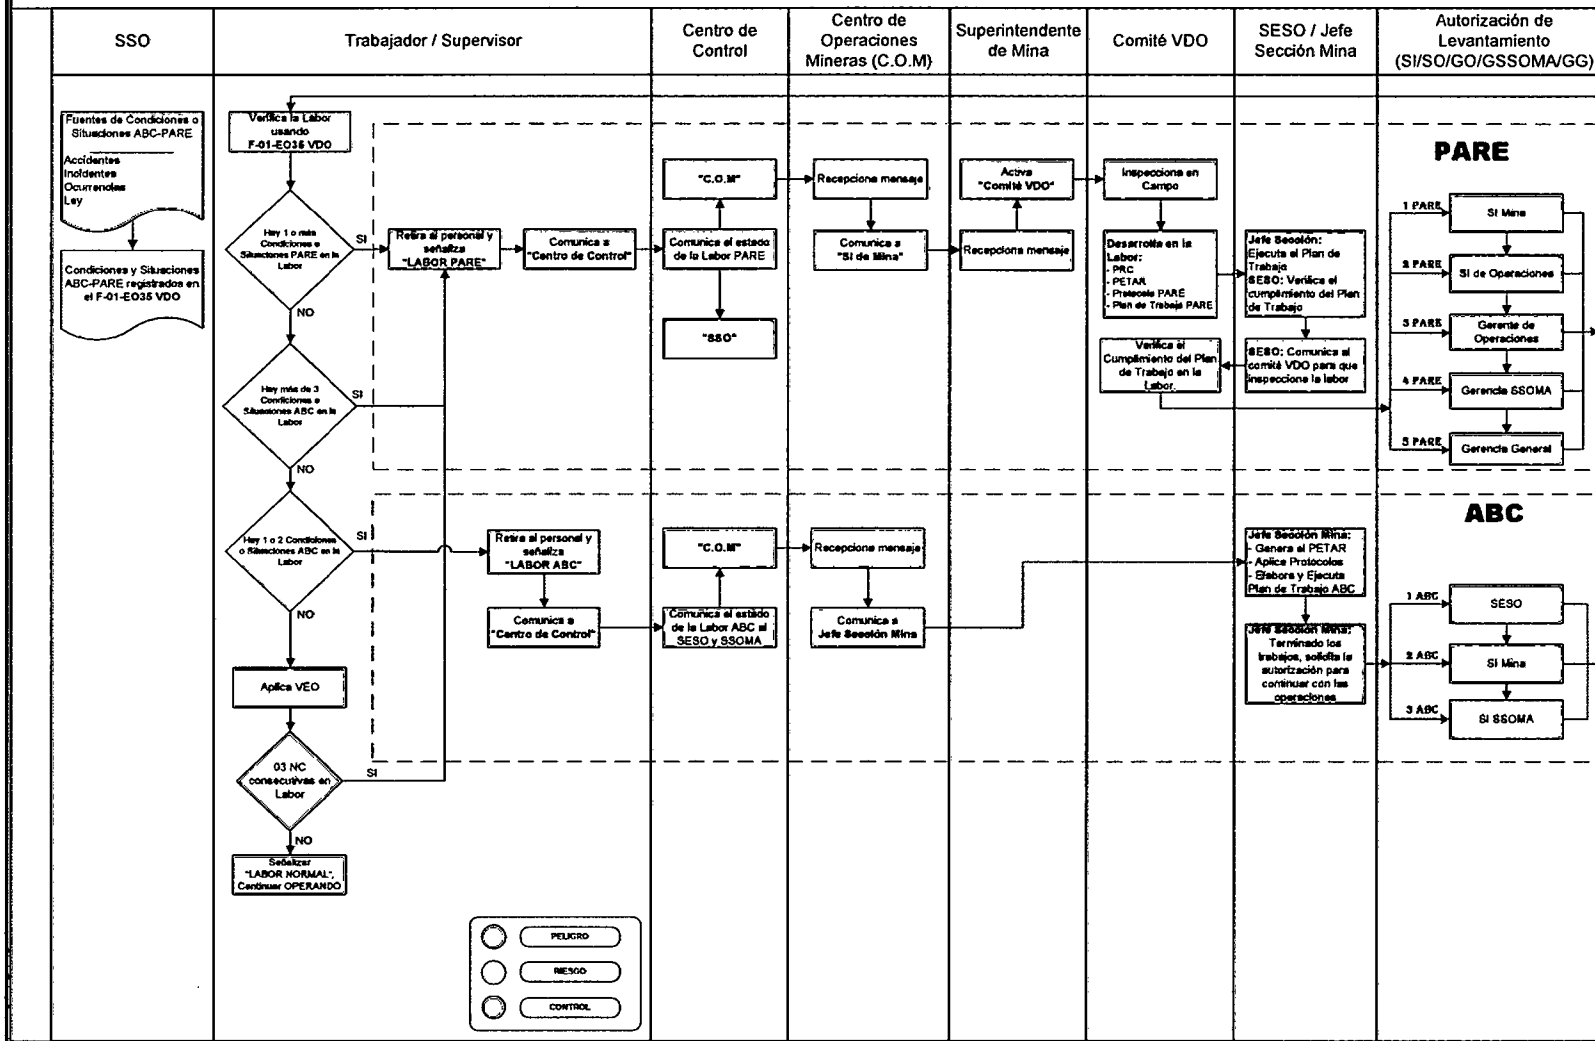 SSO
Trabajador / Supervisor
Centro de
Control
Centro de
Operaciones
Mineras (C.O.M)
Superintendente
de Mina
Comité VDO
SESO / Jefe
Sección Mina
Autorización de
Levantamiento
(SI/SO/GO/GSSOMA/GG)
Fuentes de Condiciones o
Situaciones ABC-PARE
Accidentes
Incidentes
Ocurrencias
Ley
Condiciones y Situaciones
ABC-PARE registrados en
el F-01-EO35 VDO
Verifica la Labor
usando
F-01-EO35 VDO
Hay 1 o más
Condiciones o
Situaciones PARE en la
Labor
SI
NO
Hay más de 3
Condiciones o
Situaciones ABC en la
Labor
SI
NO
Hay 1 o 2 Condiciones
o Situaciones ABC en la
Labor
SI
NO
Aplica VEO
03 NC
consecutivas en
Labor
SI
NO
Señalizar
"LABOR NORMAL",
Continuar OPERANDO
Retira al personal y
señaliza
"LABOR PARE"
Comunica a
"Centro de Control"
"C.O.M"
Comunica el estado
de la Labor PARE
"SSO"
Recepciona mensaje
Comunica a
"SI de Mina"
Activa
"Comité VDO"
Recepciona mensaje
Inspecciona en
Campo
Desarrolla en la
Labor:
- PRC
- PETAR
- Protocolo PARE
- Plan de Trabajo PARE
Verifica el
Cumplimiento del Plan
de Trabajo en la
Labor.
Jefe Sección:
Ejecuta el Plan de
Trabajo
SESO: Verifica el
cumplimiento del Plan
de Trabajo
SESO: Comunica al
comité VDO para que
inspeccione la labor
PARE
1 PARE
SI Mina
2 PARE
SI de Operaciones
3 PARE
Gerente de
Operaciones
4 PARE
Gerencia SSOMA
5 PARE
Gerencia General
Retira al personal y
señaliza
"LABOR ABC"
Comunica a
"Centro de Control"
"C.O.M"
Comunica el estado
de la Labor ABC al
SESO y SSOMA
Recepciona mensaje
Comunica a
Jefe Sección Mina
Jefe Sección Mina:
- Genera el PETAR
- Aplica Protocolos
- Elabora y Ejecuta
Plan de Trabajo ABC
Jefe Sección Mina:
Terminado los
trabajos, solicita la
autorización para
continuar con las
operaciones
ABC
1 ABC
SESO
2 ABC
SI Mina
3 ABC
SI SSOMA
PELIGRO
RIESGO
CONTROL